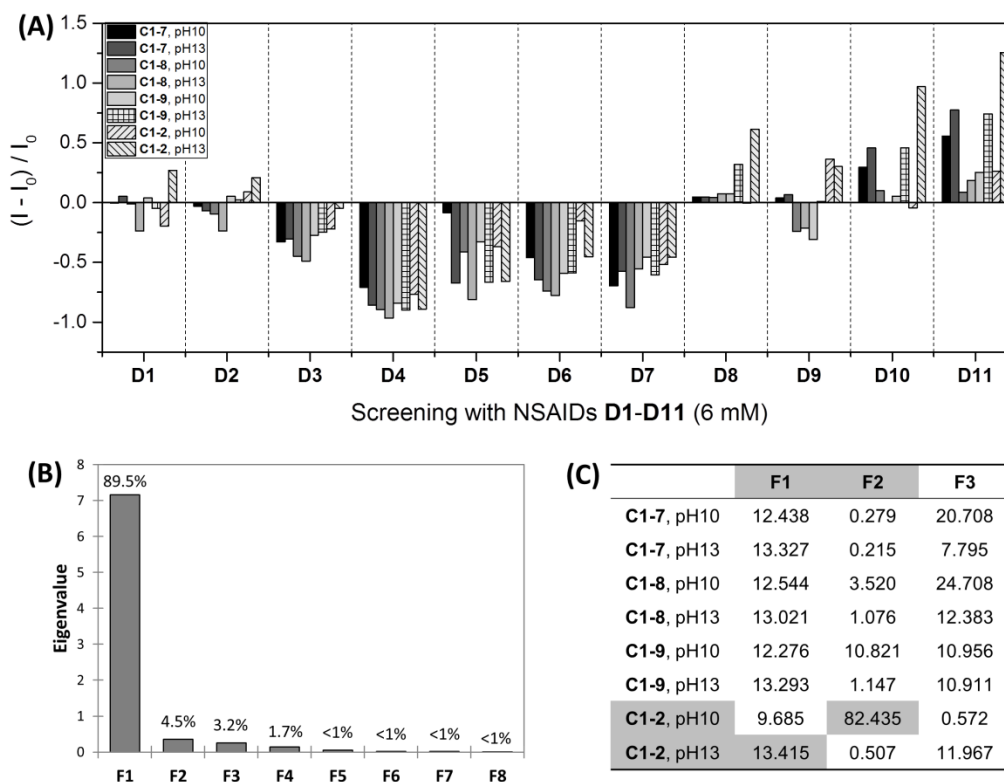 (A)
1.5
1.0
0.5
0.0
-0.5
-1.0
(I - I0) / I0
C1-7, pH10
C1-7, pH13
C1-8, pH10
C1-8, pH13
C1-9, pH10
C1-9, pH13
C1-2, pH10
C1-2, pH13
D1 D2 D3 D4 D5 D6 D7 D8 D9 D10 D11
Screening with NSAIDs D1-D11 (6 mM)
(B)
Eigenvalue
8
7
6
5
4
3
2
1
0
89.5% 4.5% 3.2% 1.7% <1% <1% <1% <1%
F1 F2 F3 F4 F5 F6 F7 F8
(C)
F1 F2 F3
C1-7, pH10 12.438 0.279 20.708
C1-7, pH13 13.327 0.215 7.795
C1-8, pH10 12.544 3.520 24.708
C1-8, pH13 13.021 1.076 12.383
C1-9, pH10 12.276 10.821 10.956
C1-9, pH13 13.293 1.147 10.911
C1-2, pH10 9.685 82.435 0.572
C1-2, pH13 13.415 0.507 11.967